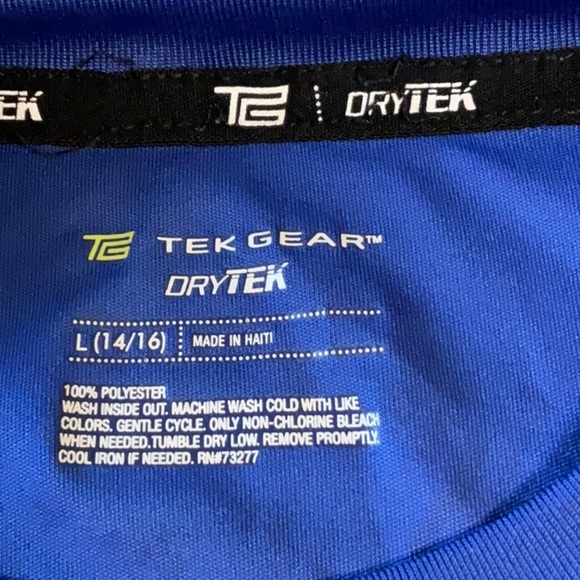 EK TG DRYTEK
TG TEK GEAR™
DRYTEK
L (14/16) MADE IN HAITI
100% POLYESTER
WASH INSIDE OUT. MACHINE WASH COLD WITH LIKE
COLORS. GENTLE CYCLE. ONLY NON-CHLORINE BLEACH
WHEN NEEDED.TUMBLE DRY LOW. REMOVE PROMPTLY.
COOL IRON IF NEEDED. RN#73277